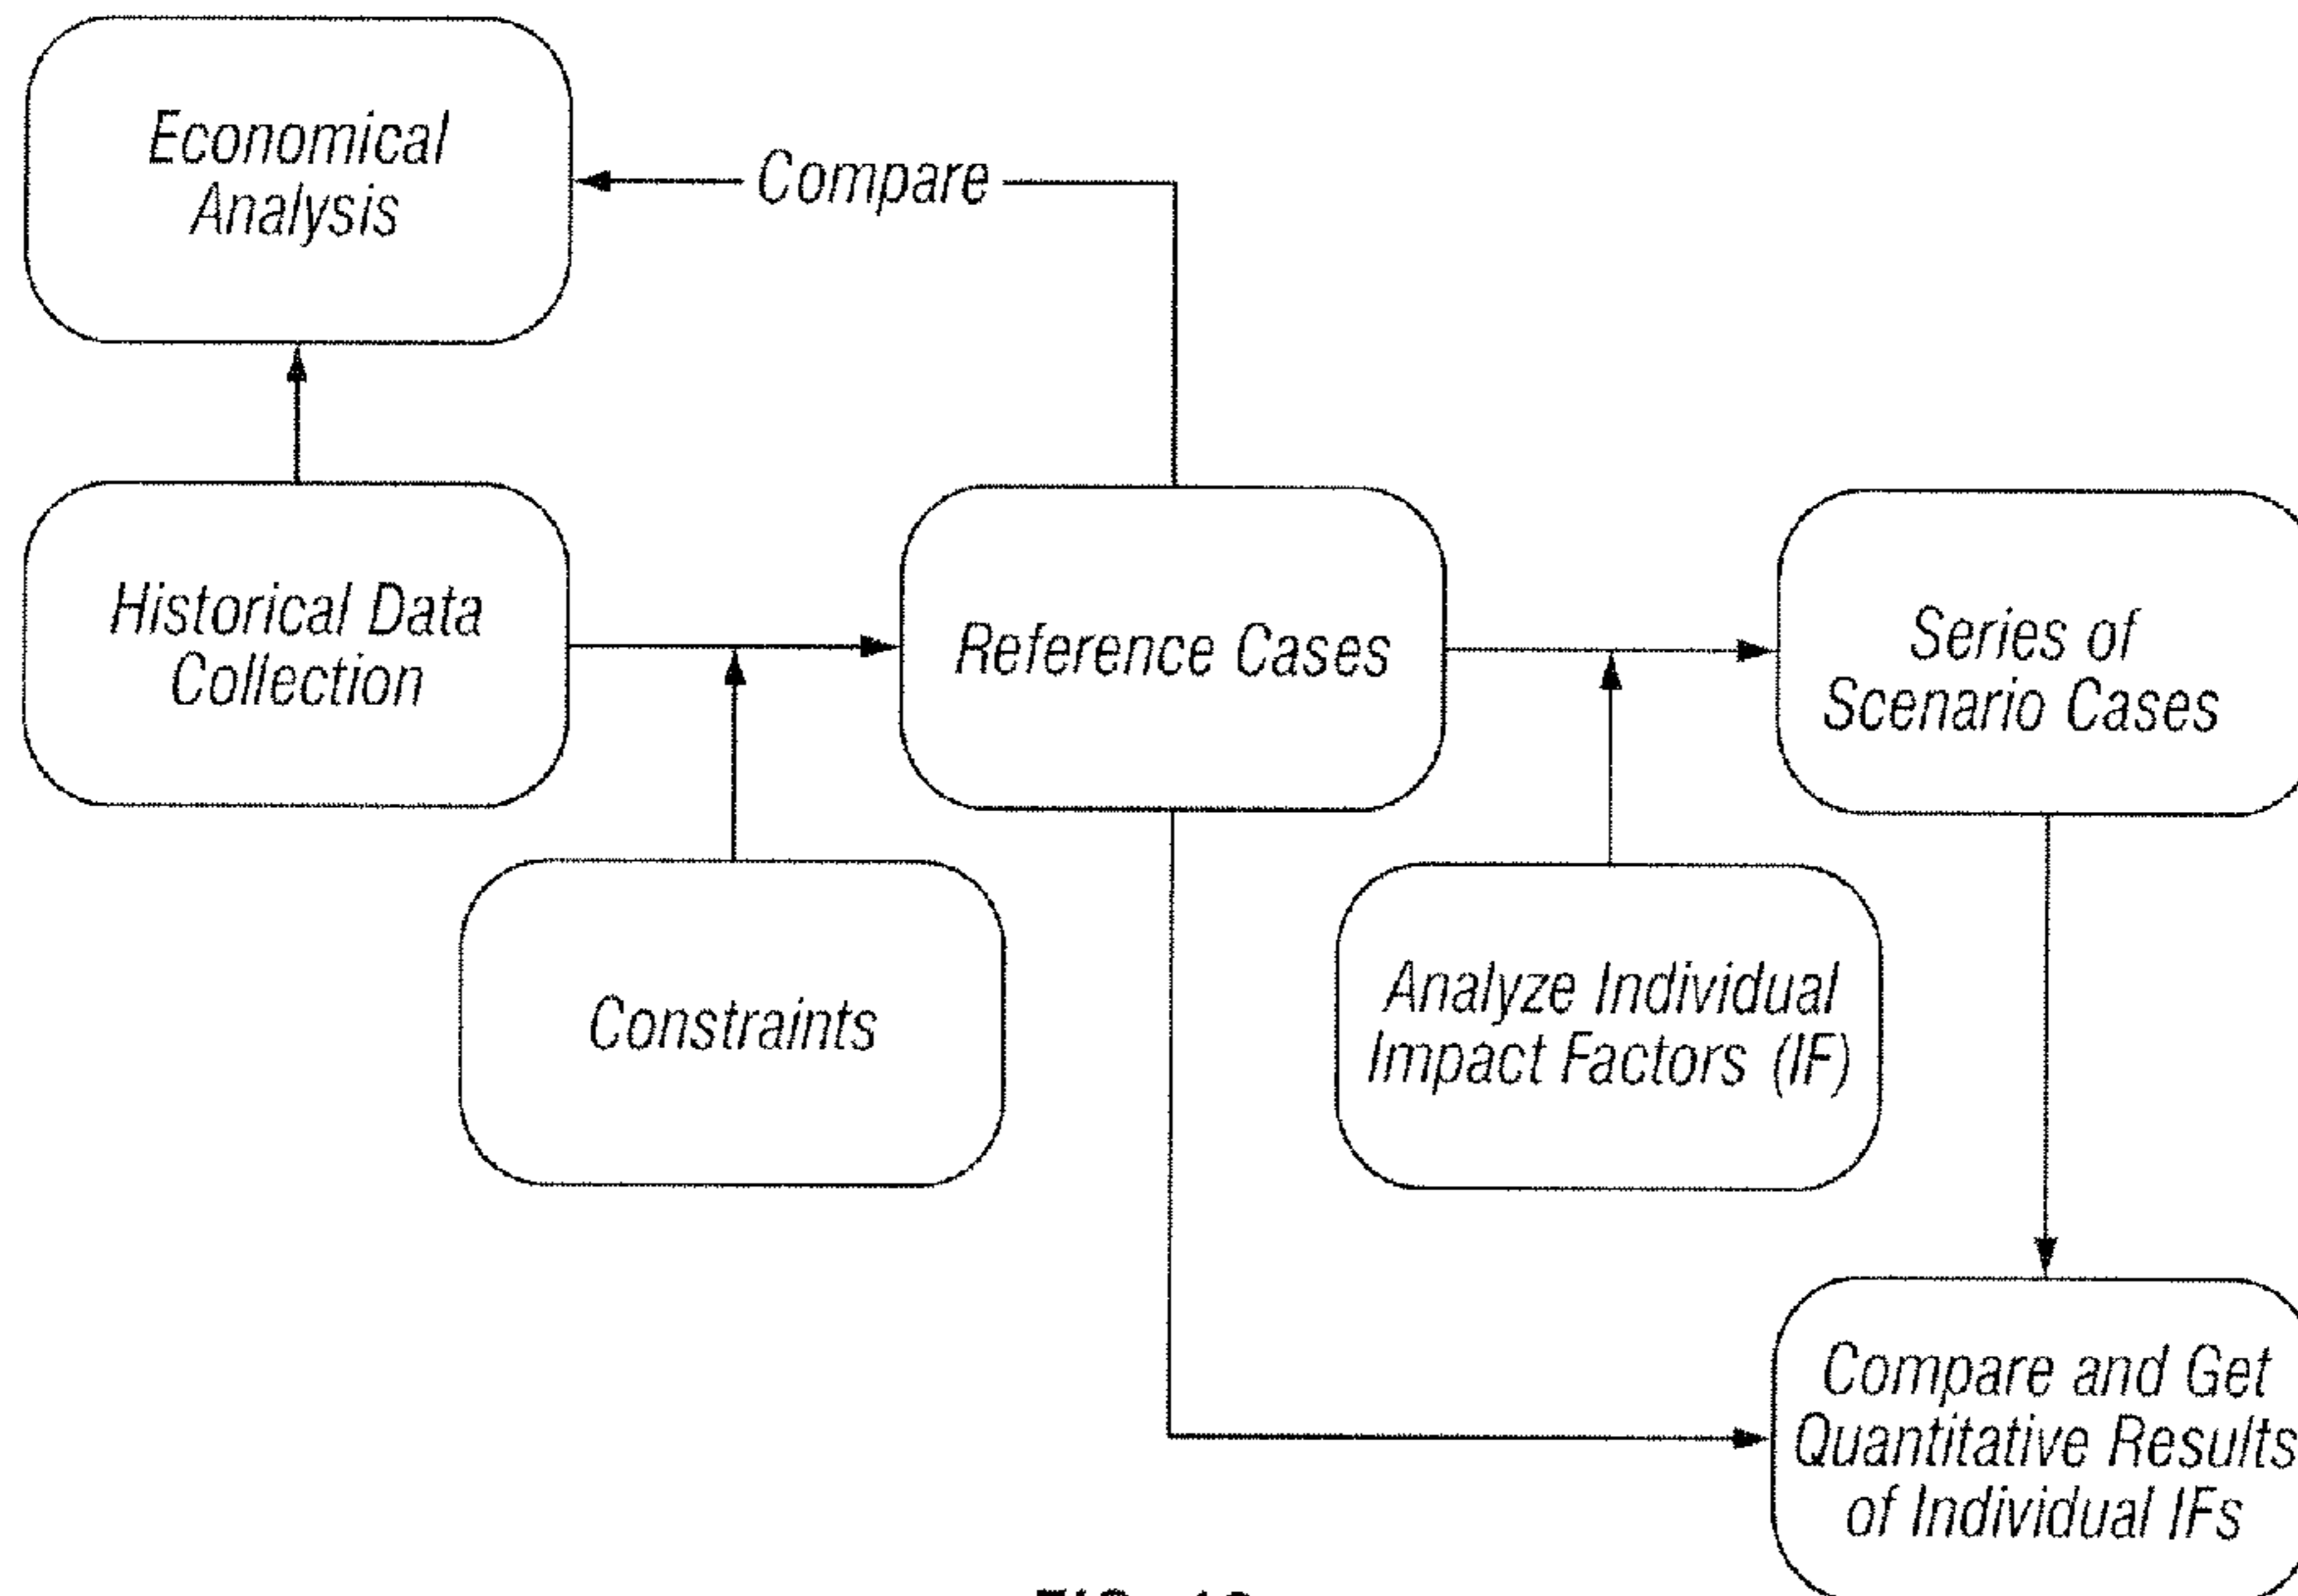 Economical
Analysis
Compare
Historical Data
Collection
Reference Cases
Series of
Scenario Cases
Constraints
Analyze Individual
Impact Factors (IF)
Compare and Get
Quantitative Results
of Individual IFs